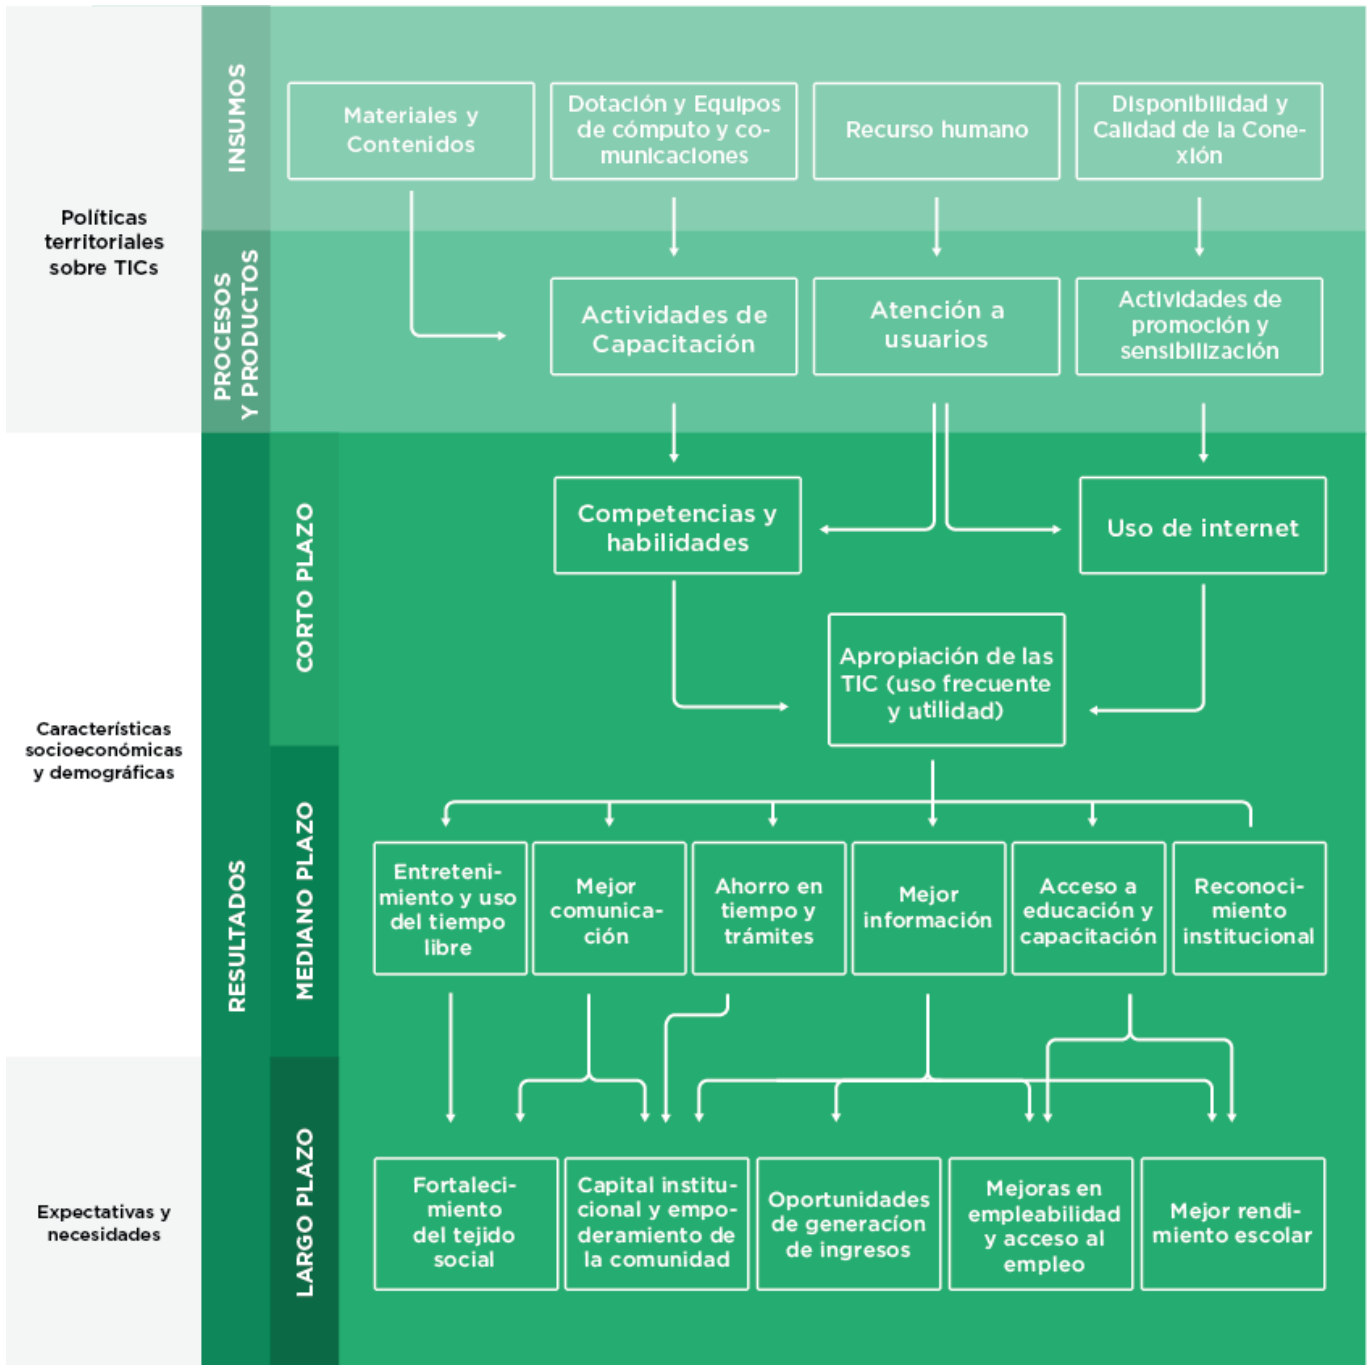 Políticas
territoriales
sobre TICs
INSUMOS
Materiales y
Contenidos
Dotación y Equipos
de cómputo y co-
municaciones
Recurso humano
Disponibilidad y
Calidad de la Cone-
xión
PROCESOS
Y PRODUCTOS
Actividades de
Capacitación
Atención a
usuarios
Actividades de
promoción y
sensibilización
Características
socioeconómicas
y demográficas
RESULTADOS
CORTO PLAZO
Competencias y
habilidades
Uso de internet
Apropiación de las
TIC (uso frecuente
y utilidad)
MEDIANO PLAZO
Entreteni-
miento y uso
del tiempo
libre
Mejor
comunica-
ción
Ahorro en
tiempo y
trámites
Mejor
información
Acceso a
educación y
capacitación
Reconoci-
miento
institucional
Expectativas y
necesidades
LARGO PLAZO
Fortaleci-
miento
del tejido
social
Capital institu-
cional y empo-
deramiento de
la comunidad
Oportunidades
de generacíon
de ingresos
Mejoras en
empleabilidad
y acceso al
empleo
Mejor rendi-
miento escolar